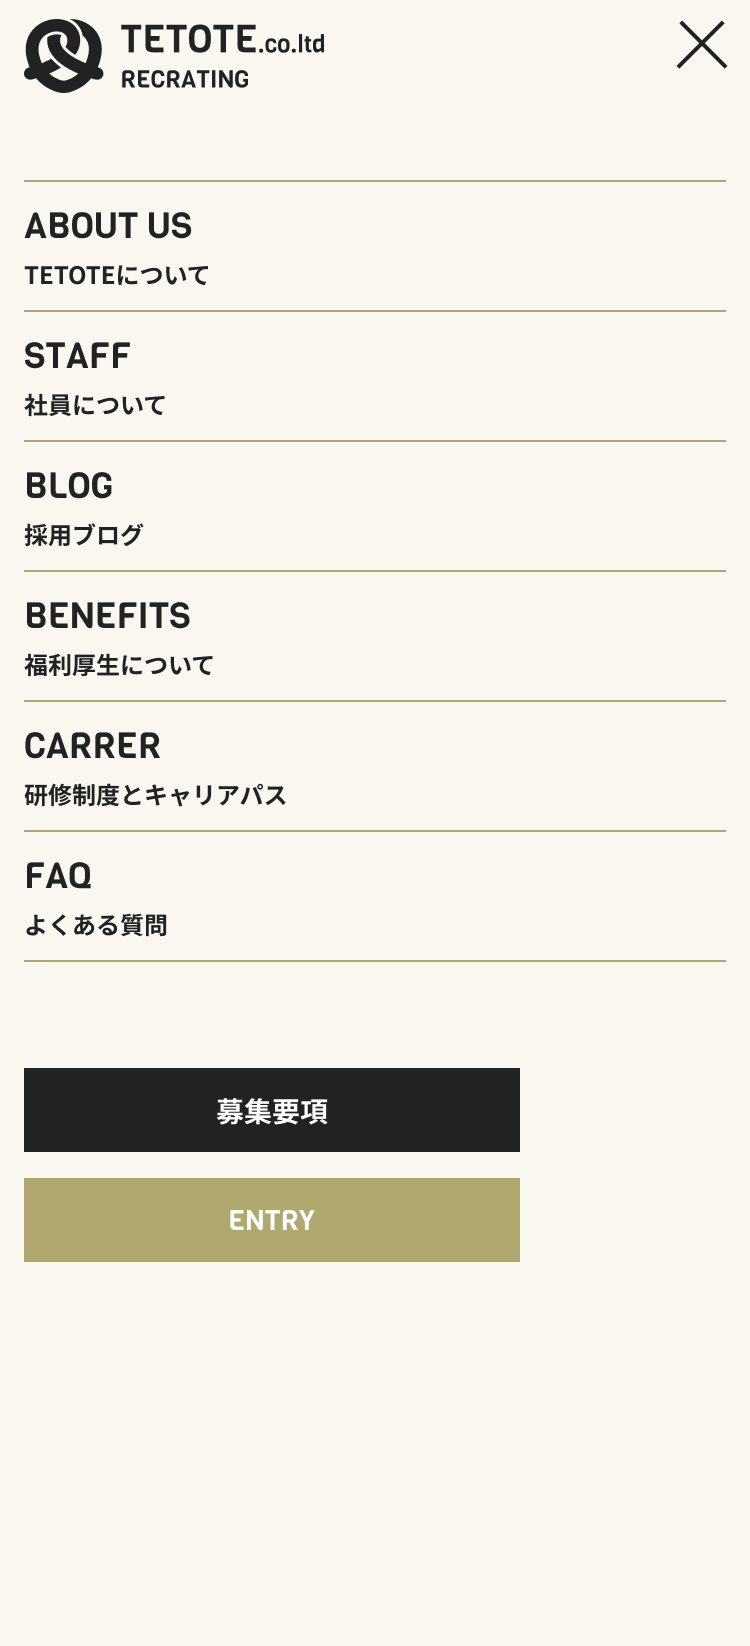 TETOTE.co.ltd
RECRATING
ABOUT US
TETOTEについて
STAFF
社員について
BLOG
採用ブログ
BENEFITS
福利厚生について
CARRER
研修制度とキャリアパス
FAQ
よくある質問
募集要項
ENTRY